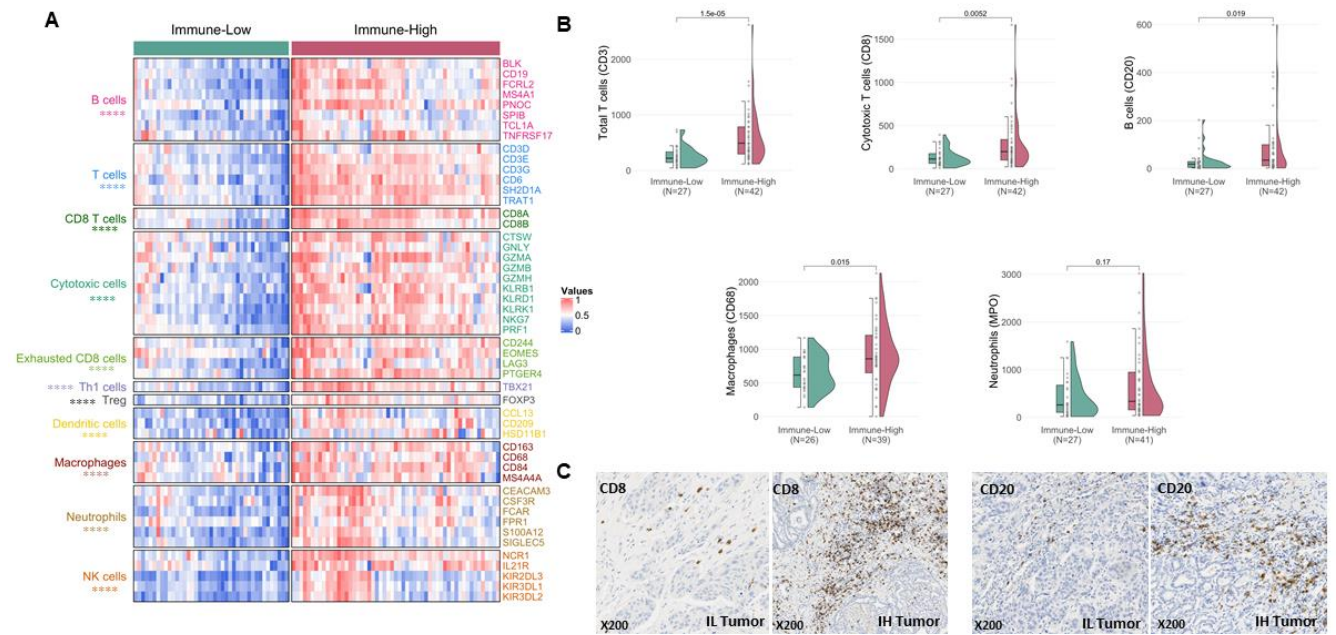 A
Immune-Low
Immune-High
B cells
****
BLK
CD19
FCRL2
MS4A1
PNOC
SPIB
TCL1A
TNFRSF17
T cells
****
CD3D
CD3E
CD3G
CD6
SH2D1A
TRAT1
CD8 T cells
****
CD8A
CD8B
Cytotoxic cells
****
CTSW
GNLY
GZMA
GZMB
GZMH
KLRB1
KLRD1
KLRK1
NKG7
PRF1
Exhausted CD8 cells
****
CD244
EOMES
LAG3
PTGER4
**** Th1 cells
TBX21
**** Treg
FOXP3
Dendritic cells
****
CCL13
CD209
HSD11B1
Macrophages
****
CD163
CD68
CD84
MS4A4A
Neutrophils
****
CEACAM3
CSF3R
FCAR
FPR1
S100A12
SIGLEC5
NK cells
****
NCR1
IL21R
KIR2DL3
KIR3DL1
KIR3DL2
Values
1
0.5
0
B
1.5e-05
Total T cells (CD3)
2000
1000
0
Immune-Low
(N=27)
Immune-High
(N=42)
0.0052
Cytotoxic T cells (CD8)
1500
1000
500
0
Immune-Low
(N=27)
Immune-High
(N=42)
0.019
B cells (CD20)
600
400
200
0
Immune-Low
(N=27)
Immune-High
(N=42)
0.015
Macrophages (CD68)
2000
1500
1000
500
0
Immune-Low
(N=26)
Immune-High
(N=39)
0.17
Neutrophils (MPO)
3000
2000
1000
0
Immune-Low
(N=27)
Immune-High
(N=41)
C
CD8
X200
IL Tumor
CD8
X200
IH Tumor
CD20
X200
IL Tumor
CD20
X200
IH Tumor